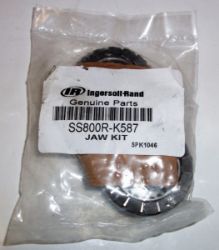 IR Ingersoll-Rand
Genuine Parts
SS800R-K587
JAW KIT
5PK1046